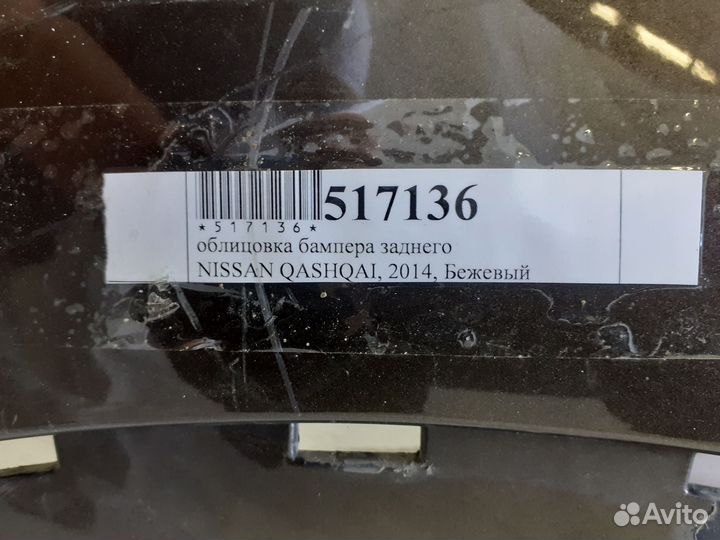 517136
*517136*
облицовка бампера заднего
NISSAN QASHQAI, 2014, Бежевый
Avito